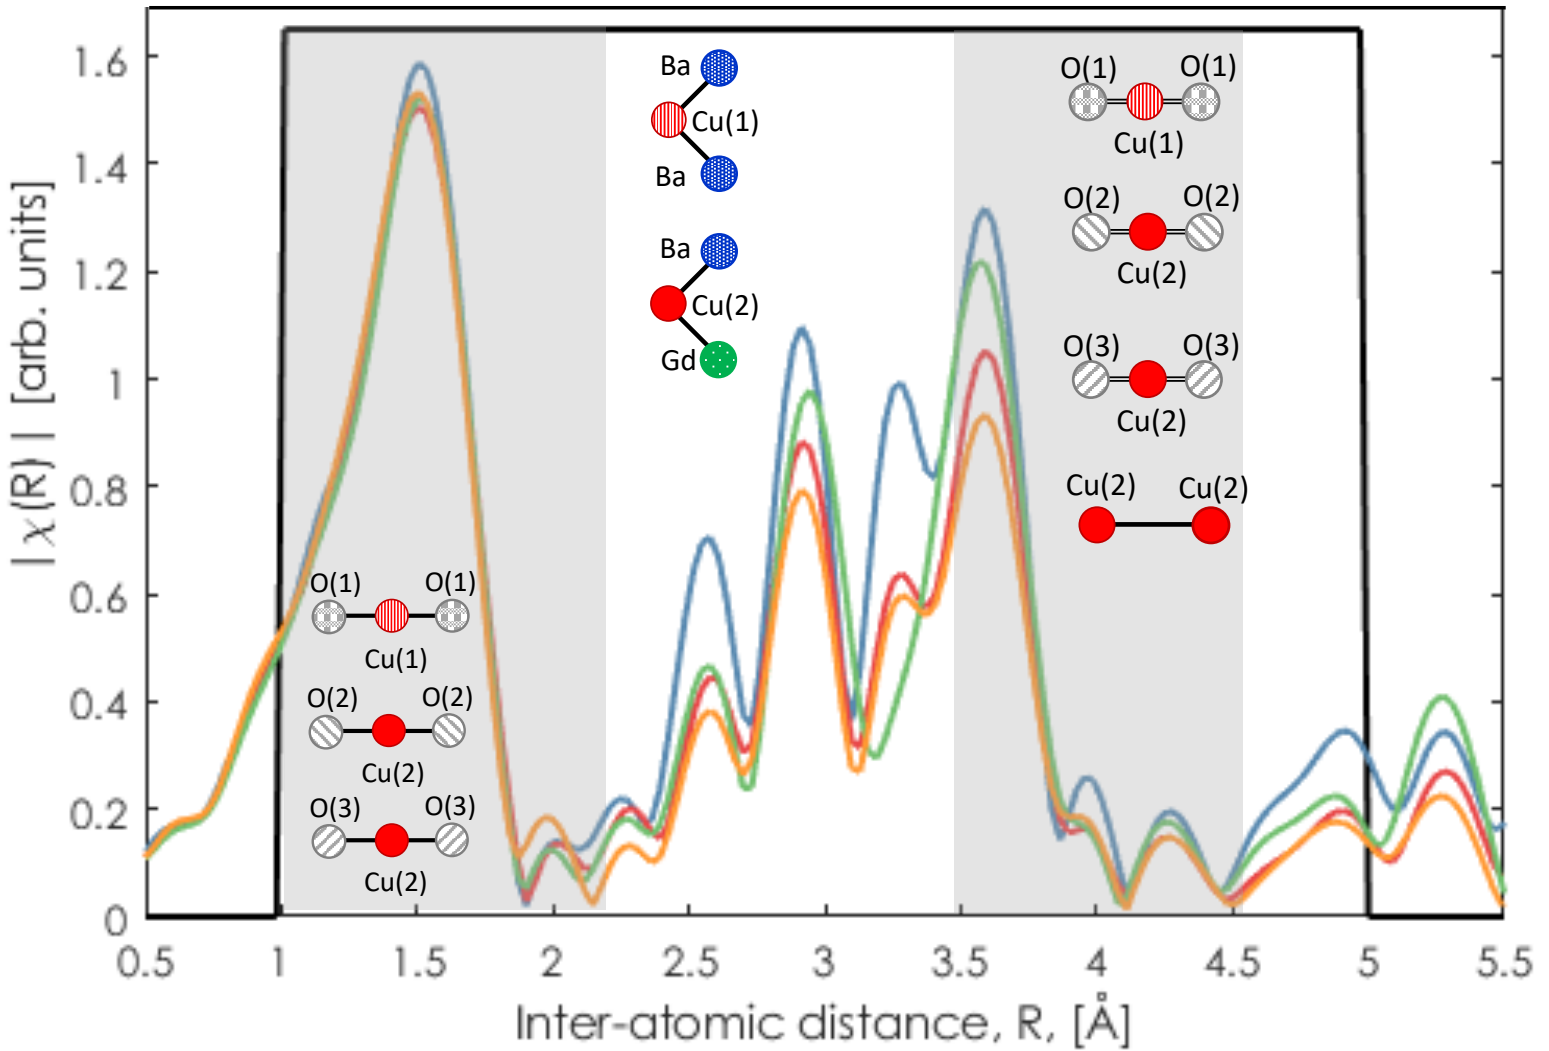 1.6
1.4
1.2
1
0.8
0.6
0.4
0.2
0
|χ(R)| [arb. units]
Ba
Cu(1)
Ba
Ba
Cu(2)
Gd
O(1) O(1)
Cu(1)
O(2) O(2)
Cu(2)
O(3) O(3)
Cu(2)
Cu(2) Cu(2)
O(1) O(1)
Cu(1)
O(2) O(2)
Cu(2)
O(3) O(3)
Cu(2)
0.5 1 1.5 2 2.5 3 3.5 4 4.5 5 5.5
Inter-atomic distance, R, [Å]